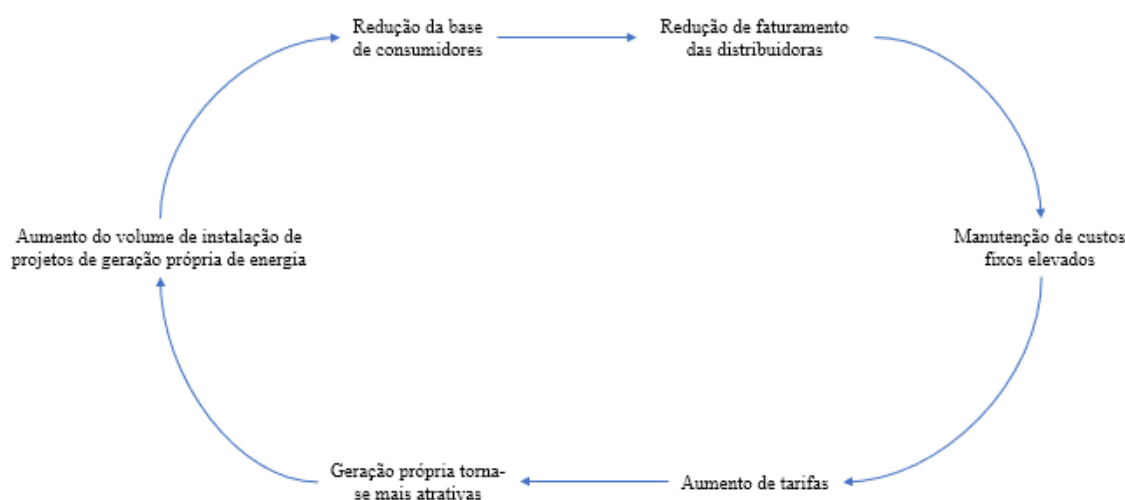 Redução da base
de consumidores
Redução de faturamento
das distribuidoras
Manutenção de custos
fixos elevados
Aumento de tarifas
Geração própria torna-
se mais atrativas
Aumento do volume de instalação de
projetos de geração própria de energia